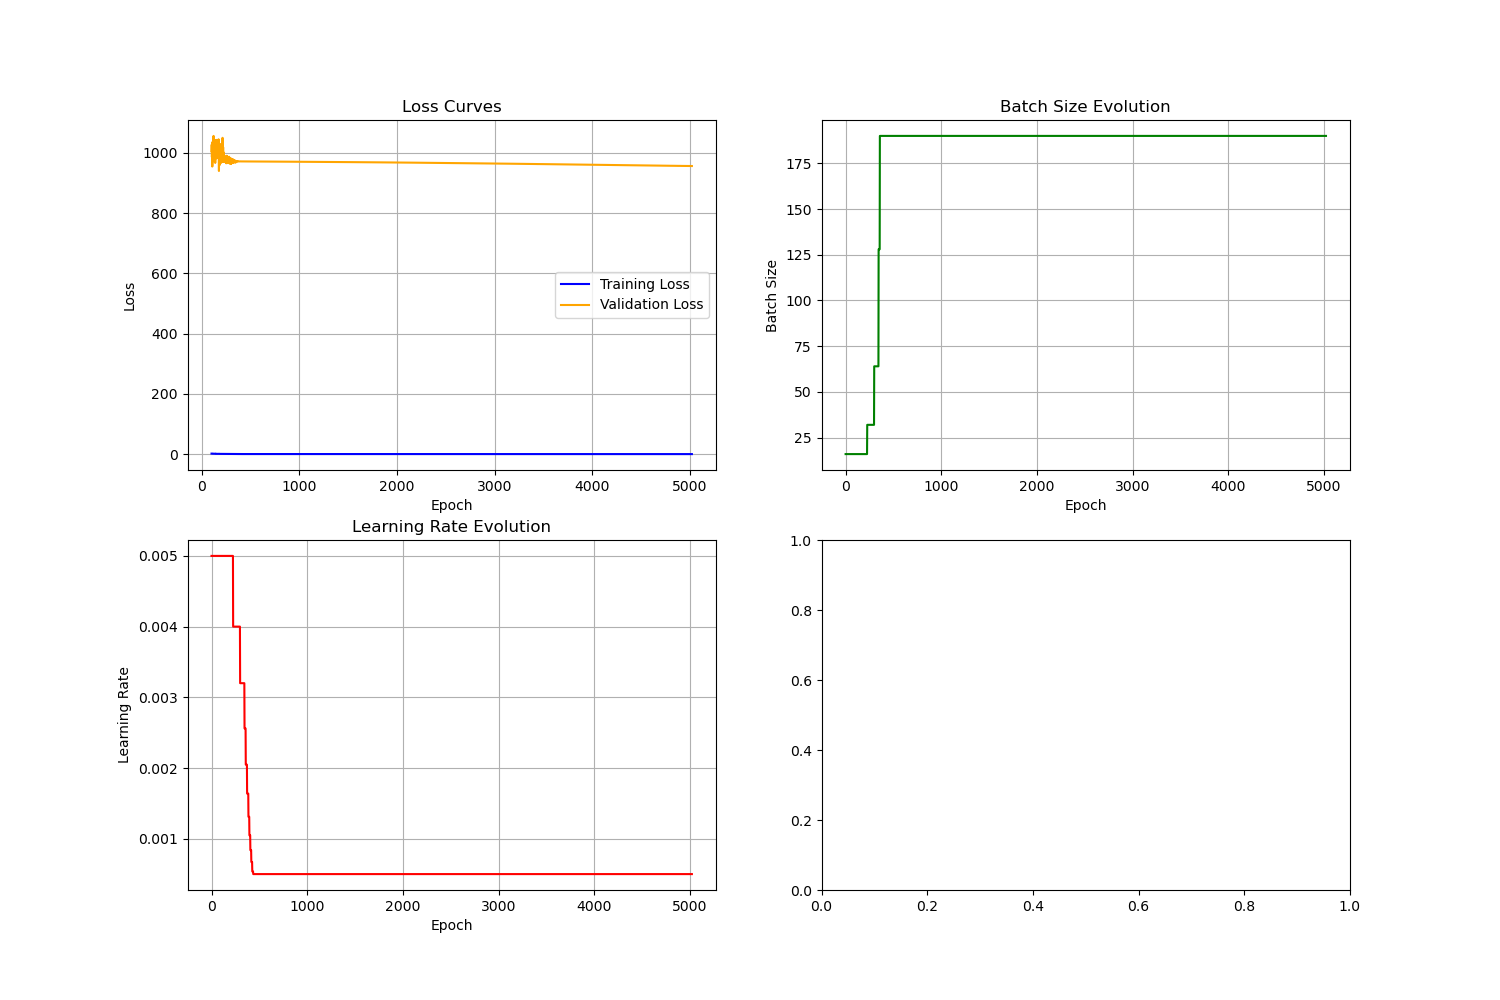 Loss Curves
1000
800
600
400
200
0
Loss
Training Loss
Validation Loss
0 1000 2000 3000 4000 5000
Epoch
Batch Size Evolution
175
150
125
100
75
50
25
Batch Size
0 1000 2000 3000 4000 5000
Epoch
Learning Rate Evolution
0.005
0.004
0.003
0.002
0.001
Learning Rate
0 1000 2000 3000 4000 5000
Epoch
1.0
0.8
0.6
0.4
0.2
0.0
0.0 0.2 0.4 0.6 0.8 1.0